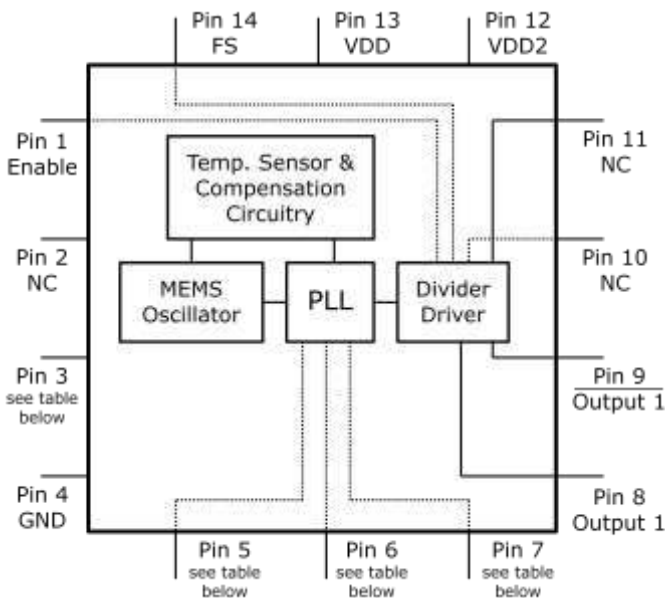 Pin 14
FS
Pin 13
VDD
Pin 12
VDD2
Pin 1
Enable
Temp. Sensor &
Compensation
Circuitry
Pin 11
NC
Pin 2
NC
MEMS
Oscillator
PLL
Divider
Driver
Pin 10
NC
Pin 3
see table
below
Pin 9
Output 1
Pin 4
GND
Pin 8
Output 1
Pin 5
see table
below
Pin 6
see table
below
Pin 7
see table
below